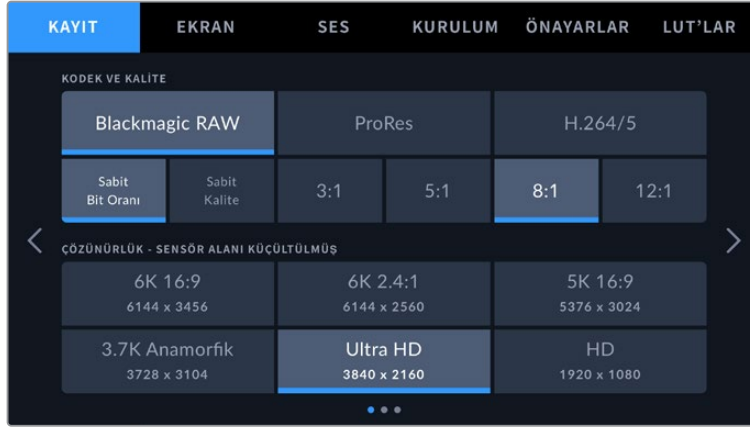 KAYIT EKRAN SES KURULUM ÖNAYARLAR LUT’LAR
KODEK VE KALİTE
Blackmagic RAW ProRes H.264/5
Sabit Bit Oranı Sabit Kalite 3:1 5:1 8:1 12:1
ÇÖZÜNÜRLÜK - SENSÖR ALANI KÜÇÜLTÜLMÜŞ
6K 16:9 6K 2.4:1 5K 16:9
6144 x 3456 6144 x 2560 5376 x 3024
3.7K Anamorfik Ultra HD HD
3728 x 3104 3840 x 2160 1920 x 1080